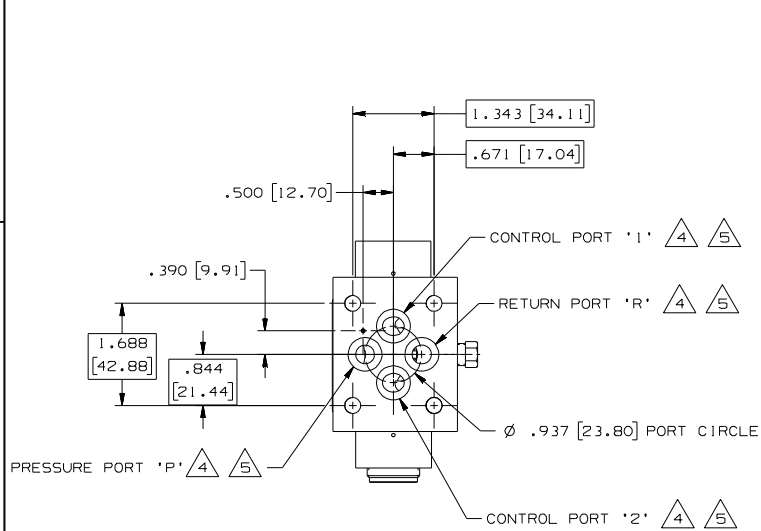 1.343 [34.11]
.671 [17.04]
.500 [12.70]
CONTROL PORT '1' 4 5
.390 [9.91]
RETURN PORT 'R' 4 5
1.688
[42.88]
.844
[21.44]
Ø .937 [23.80] PORT CIRCLE
PRESSURE PORT 'P' 4 5
CONTROL PORT '2' 4 5